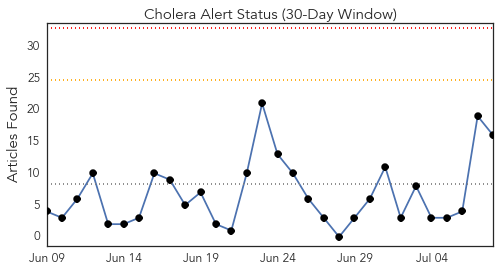 Cholera Alert Status (30-Day Window)
Articles Found
30
25
20
15
10
5
0
Jun 09 Jun 14 Jun 19 Jun 24 Jun 29 Jul 04